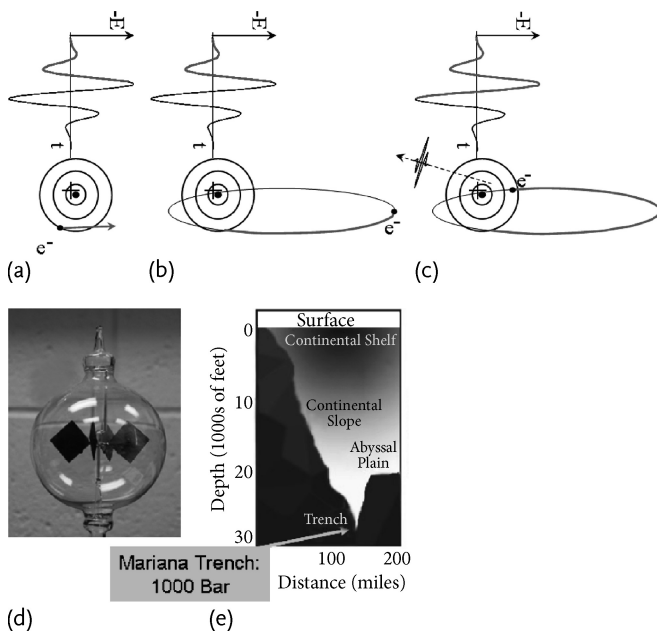 -E
-E
-E
t
t
t
+
+
+
e-
e-
e-
(a)
(b)
(c)
Surface
Continental Shelf
Continental
Slope
Abyssal
Plain
Trench
0
10
20
30
Depth (1000s of feet)
100
200
Distance (miles)
Mariana Trench:
1000 Bar
(d)
(e)